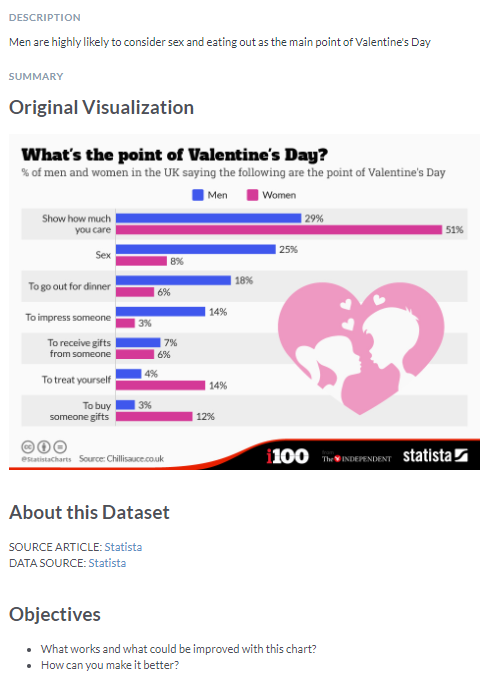 DESCRIPTION
Men are highly likely to consider sex and eating out as the main point of Valentine's Day
SUMMARY
Original Visualization
What's the point of Valentine's Day?
% of men and women in the UK saying the following are the point of Valentine's Day
Men Women
Show how much
you care
29%
51%
Sex
25%
8%
To go out for dinner
18%
6%
To impress someone
14%
3%
To receive gifts
from someone
7%
6%
To treat yourself
4%
14%
To buy
someone gifts
3%
12%
@StatistaCharts Source: Chillisauce.co.uk
i100 The INDEPENDENT statista
About this Dataset
SOURCE ARTICLE: Statista
DATA SOURCE: Statista
Objectives
• What works and what could be improved with this chart?
• How can you make it better?